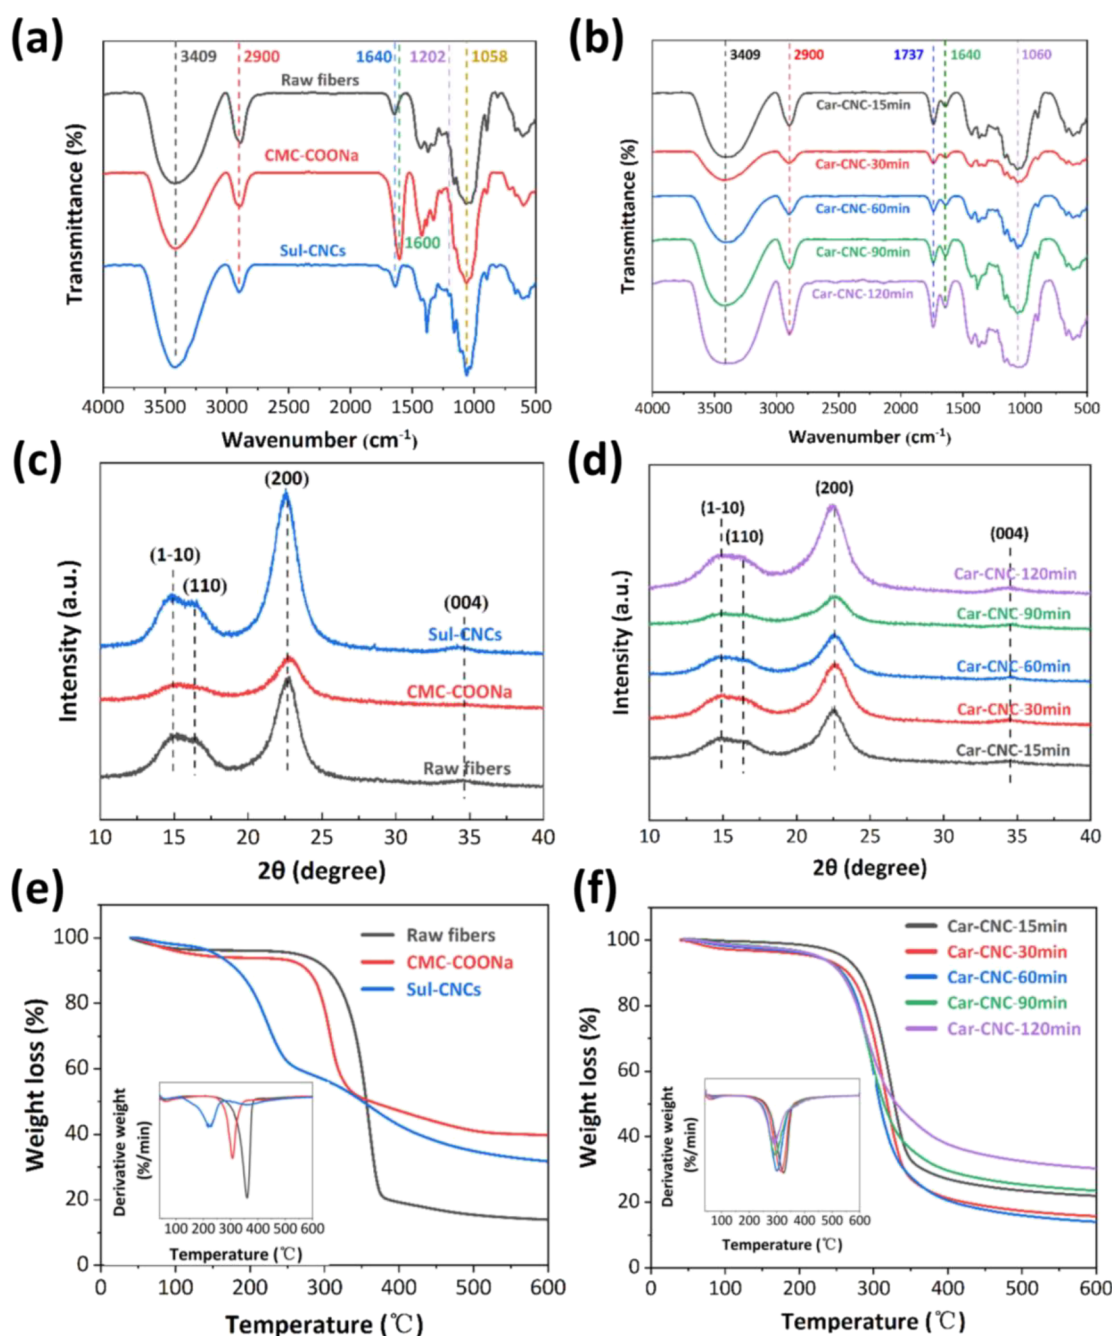 (a)
3409 2900 1640 1202 1058
Raw fibers
CMC-COONa
1600
Sul-CNCs
Transmittance (%)
4000 3500 3000 2500 2000 1500 1000 500
Wavenumber (cm⁻¹)
(b)
3409 2900 1737 1640 1060
Car-CNC-15min
Car-CNC-30min
Car-CNC-60min
Car-CNC-90min
Car-CNC-120min
Transmittance (%)
4000 3500 3000 2500 2000 1500 1000 500
Wavenumber (cm⁻¹)
(c)
(200)
(1-10)
(110)
(004)
Sul-CNCs
CMC-COONa
Raw fibers
Intensity (a.u.)
10 15 20 25 30 35 40
2θ (degree)
(d)
(200)
(1-10)
(110)
(004)
Car-CNC-120min
Car-CNC-90min
Car-CNC-60min
Car-CNC-30min
Car-CNC-15min
Intensity (a.u.)
10 15 20 25 30 35 40
2θ (degree)
(e)
100
80
60
40
20
0
Weight loss (%)
Raw fibers
CMC-COONa
Sul-CNCs
Derivative weight
(%/min)
100 200 300 400 500 600
Temperature (℃)
0 100 200 300 400 500 600
Temperature (℃)
(f)
100
80
60
40
20
0
Weight loss (%)
Car-CNC-15min
Car-CNC-30min
Car-CNC-60min
Car-CNC-90min
Car-CNC-120min
Derivative weight
(%/min)
100 200 300 400 500 600
Temperature (℃)
0 100 200 300 400 500 600
Temperature (℃)